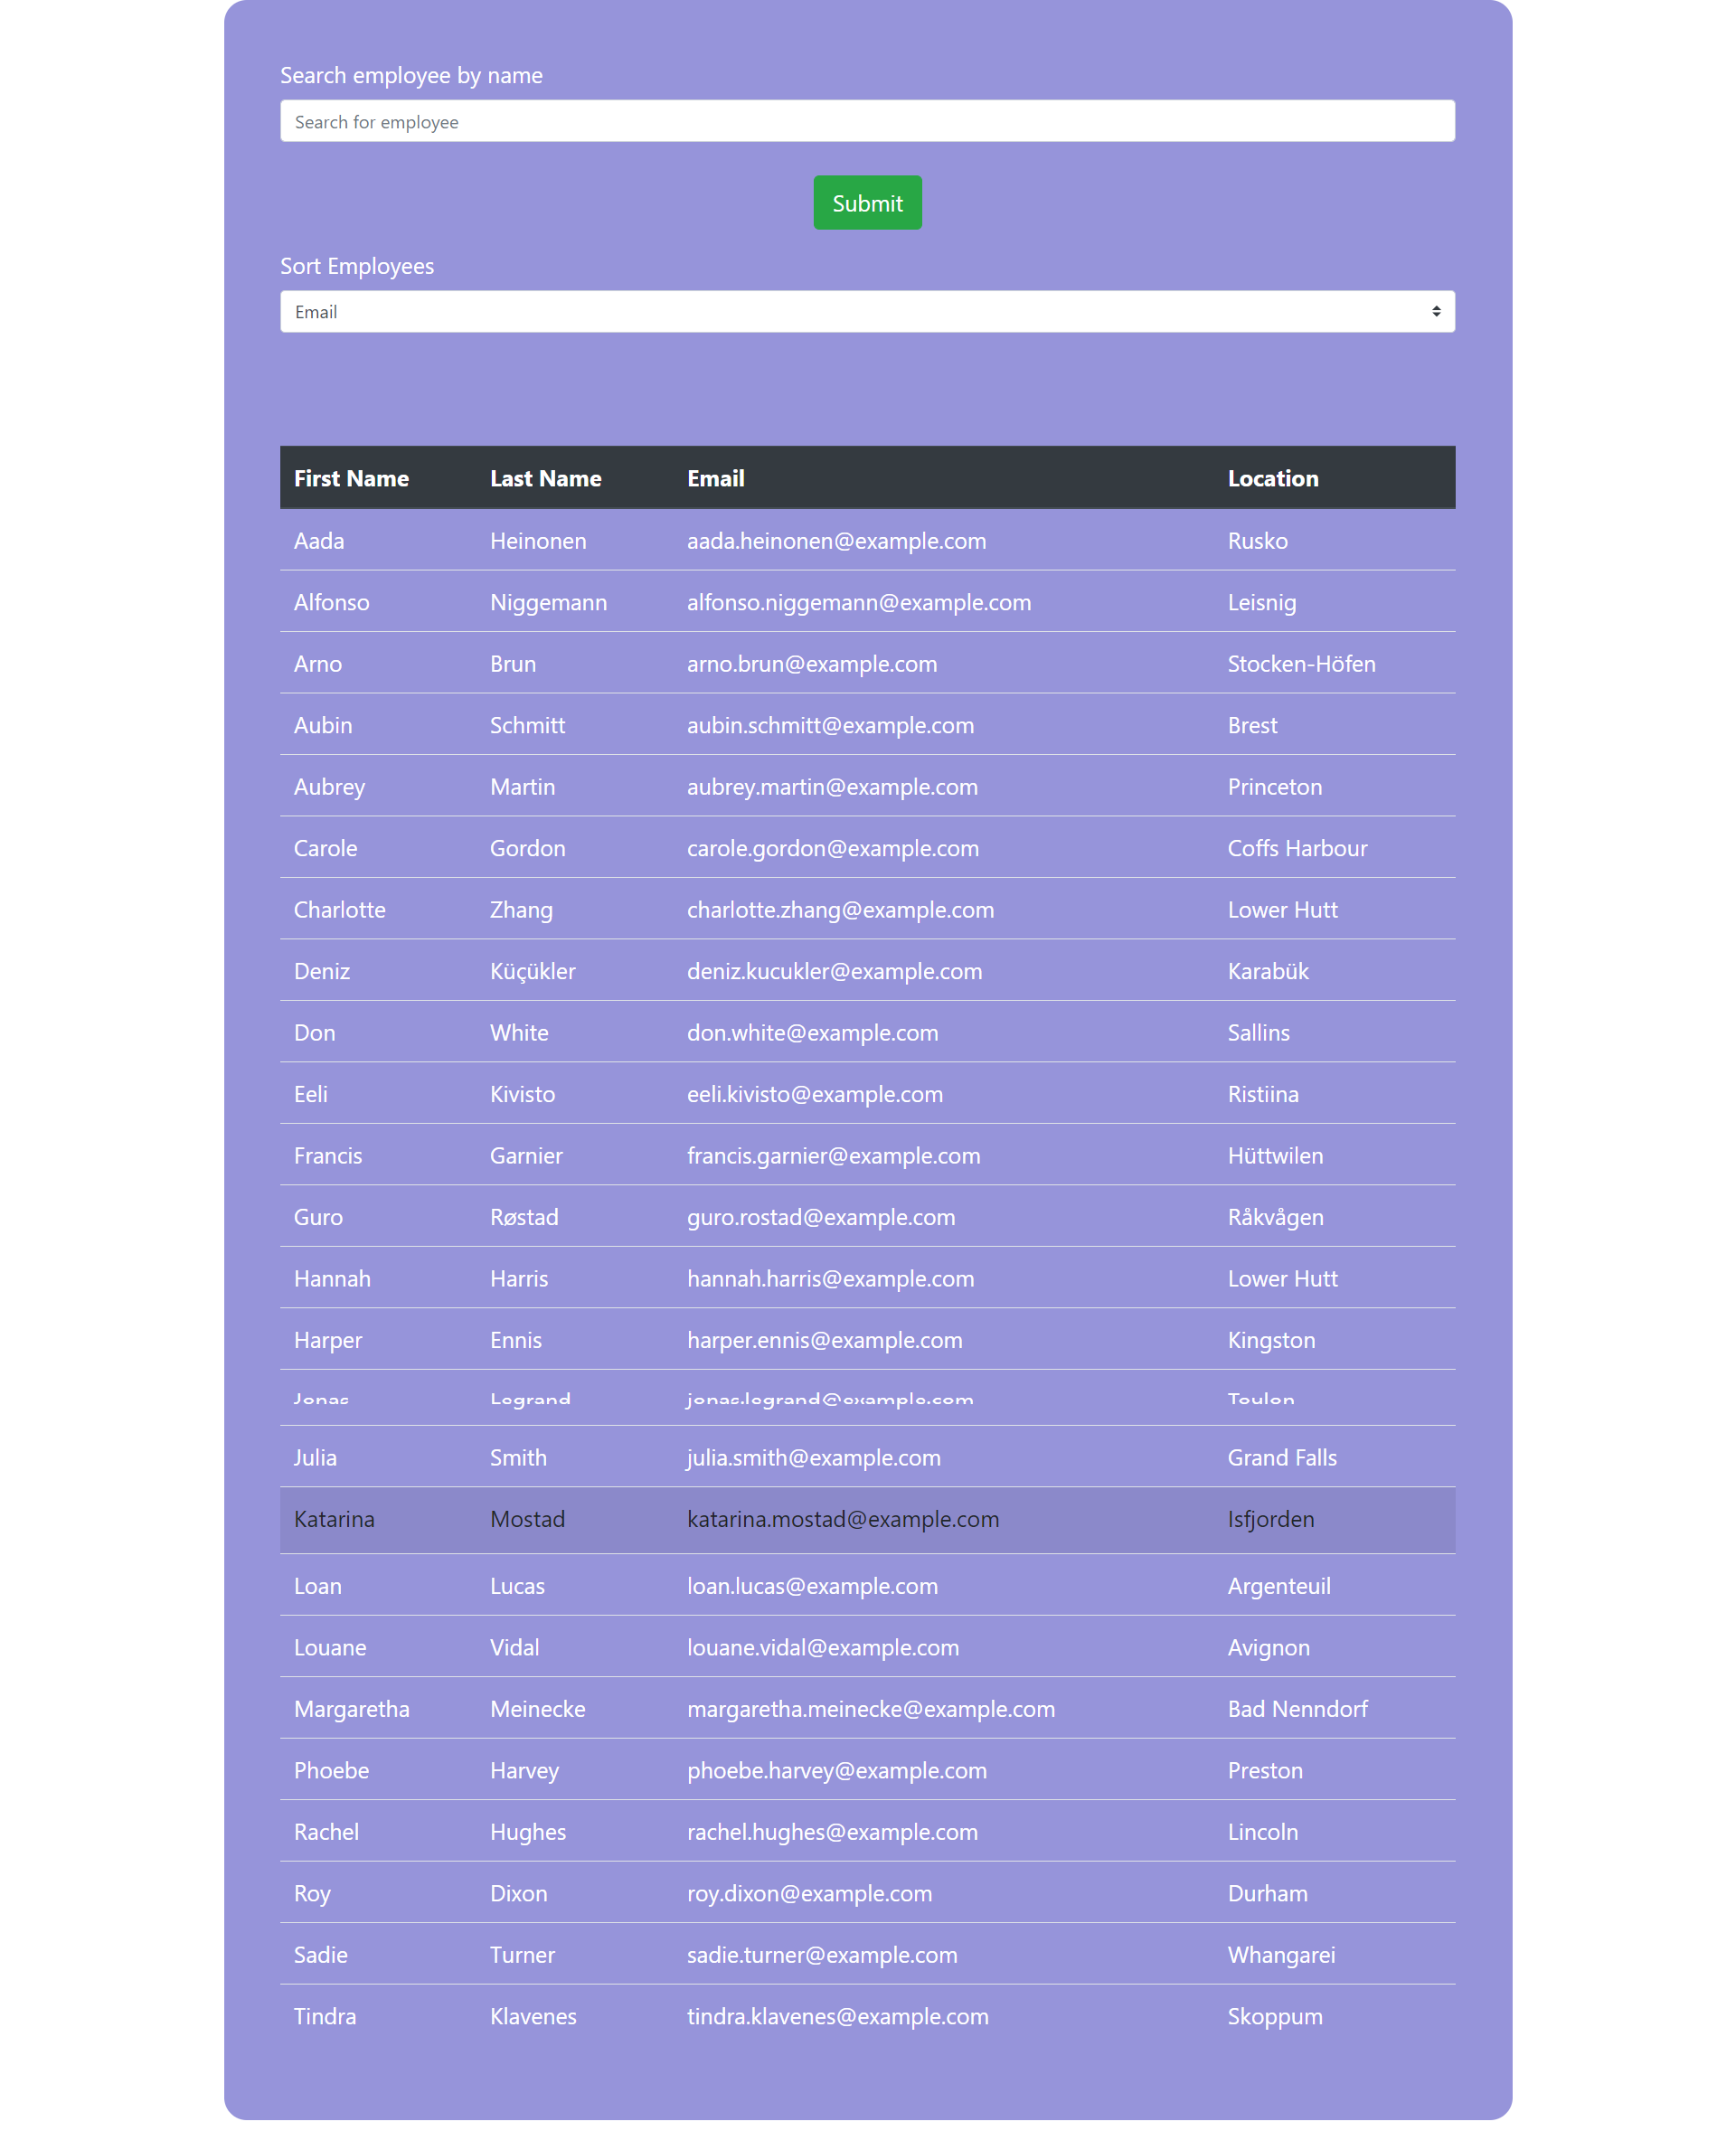 Search employee by name
Search for employee
Submit
Sort Employees
Email
First Name Last Name Email Location
Aada Heinonen aada.heinonen@example.com Rusko
Alfonso Niggemann alfonso.niggemann@example.com Leisnig
Arno Brun arno.brun@example.com Stocken-Höfen
Aubin Schmitt aubin.schmitt@example.com Brest
Aubrey Martin aubrey.martin@example.com Princeton
Carole Gordon carole.gordon@example.com Coffs Harbour
Charlotte Zhang charlotte.zhang@example.com Lower Hutt
Deniz Küçükler deniz.kucukler@example.com Karabük
Don White don.white@example.com Sallins
Eeli Kivisto eeli.kivisto@example.com Ristiina
Francis Garnier francis.garnier@example.com Hüttwilen
Guro Røstad guro.rostad@example.com Råkvågen
Hannah Harris hannah.harris@example.com Lower Hutt
Harper Ennis harper.ennis@example.com Kingston
Jonas Legrand jonas.legrand@example.com Toulon
Julia Smith julia.smith@example.com Grand Falls
Katarina Mostad katarina.mostad@example.com Isfjorden
Loan Lucas loan.lucas@example.com Argenteuil
Louane Vidal louane.vidal@example.com Avignon
Margaretha Meinecke margaretha.meinecke@example.com Bad Nenndorf
Phoebe Harvey phoebe.harvey@example.com Preston
Rachel Hughes rachel.hughes@example.com Lincoln
Roy Dixon roy.dixon@example.com Durham
Sadie Turner sadie.turner@example.com Whangarei
Tindra Klavenes tindra.klavenes@example.com Skoppum